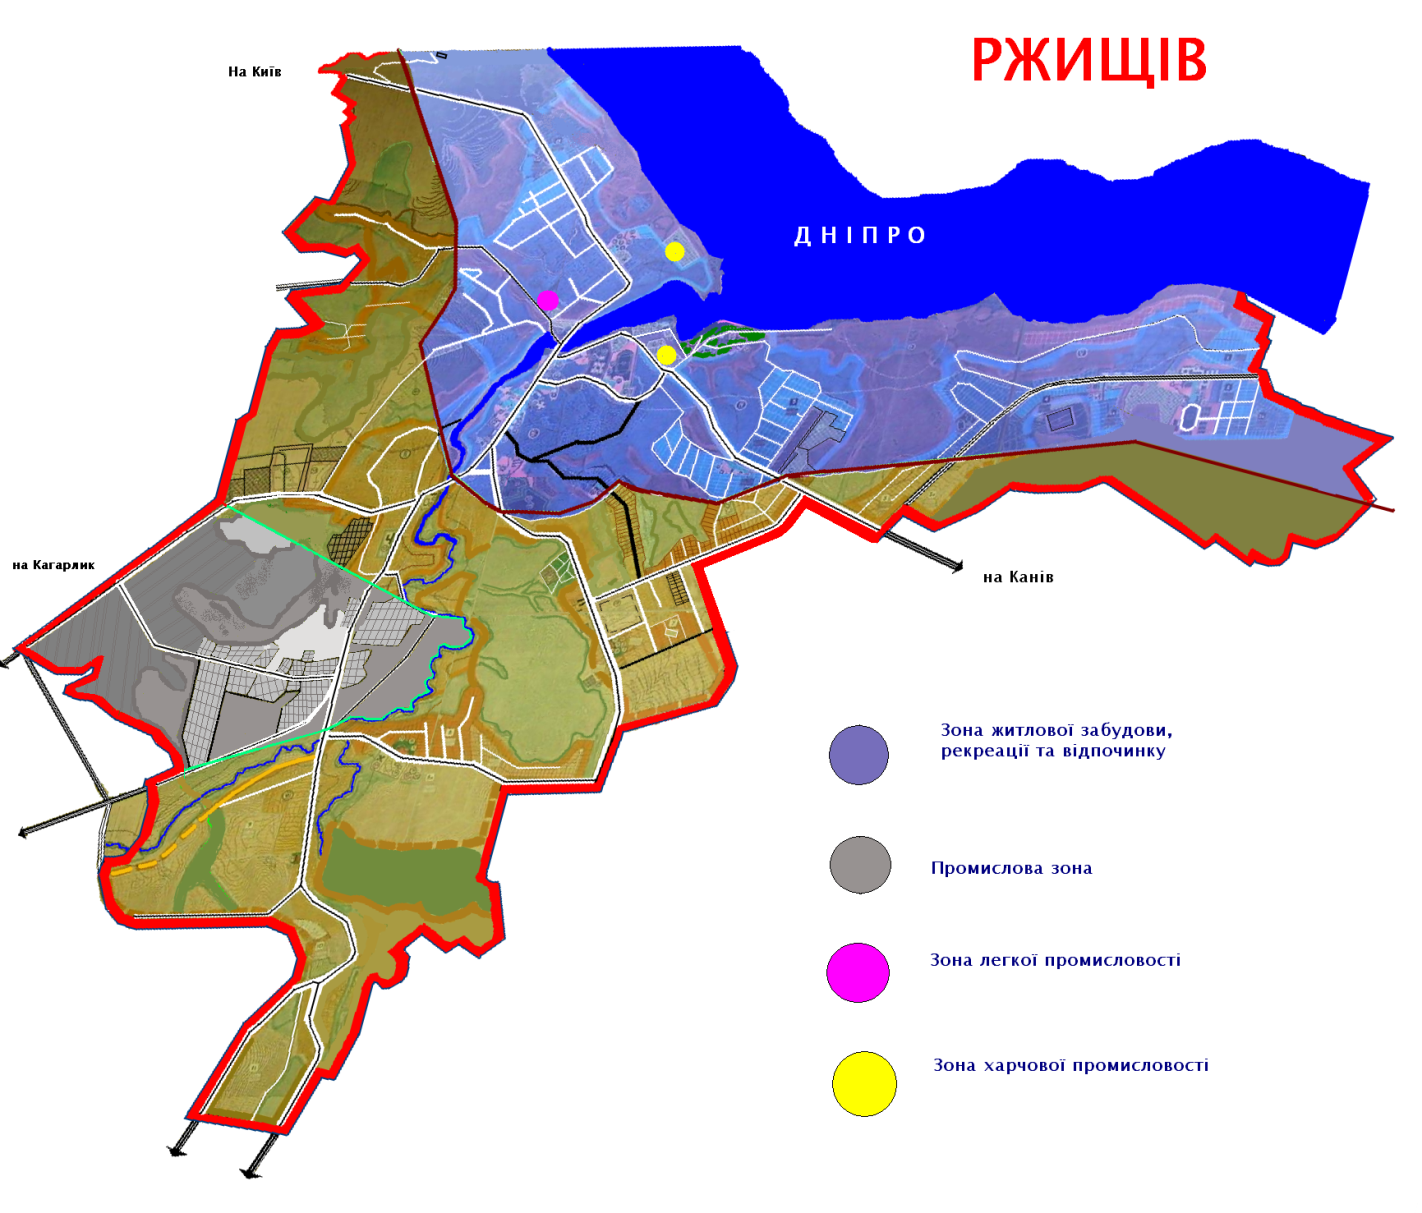 РЖИЩІВ
На Київ
ДНІПРО
на Кагарлик
на Канів
Зона житлової забудови,
рекреації та відпочинку
Промислова зона
Зона легкої промисловості
Зона харчової промисловості